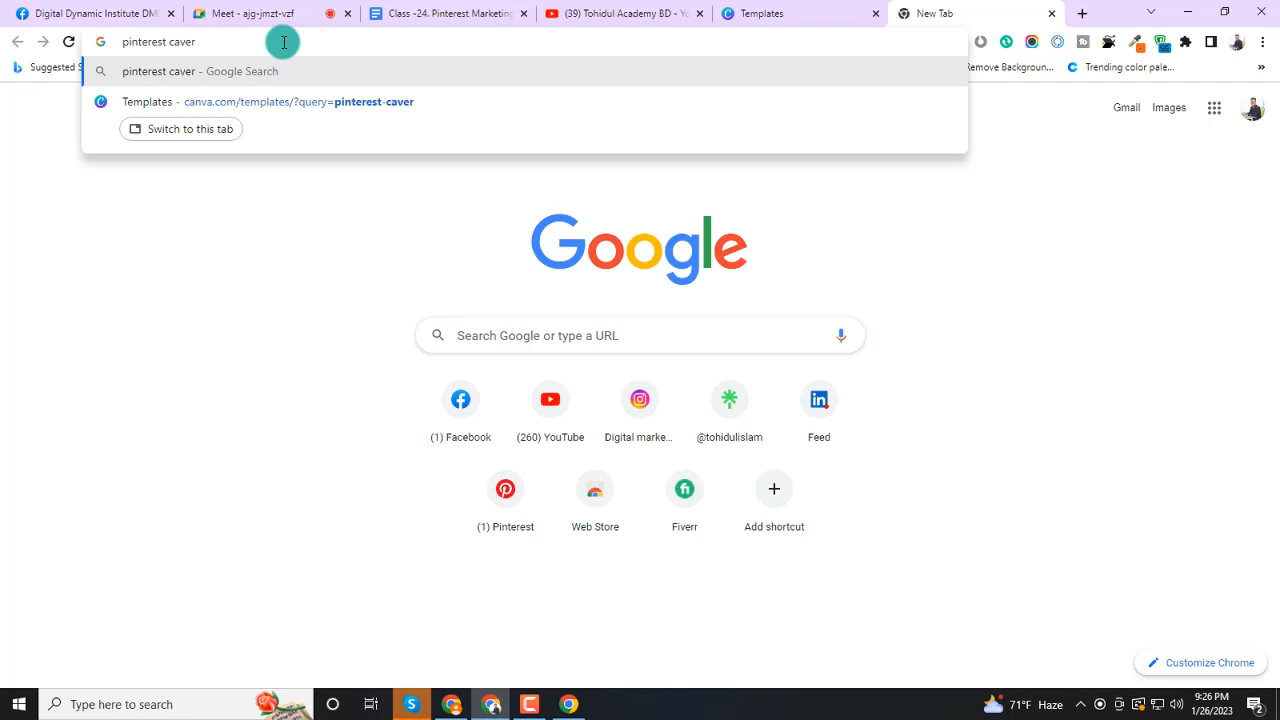 Digital Dynamic Institute DM(
Meet - ajg-jmzt-vzf
Class -24. Pinterest Marketing
(39) Tohidul Academy BD - Yo
Templates
New Tab
pinterest caver
Suggested S
Remove Backgroun...
Trending color pale...
»
pinterest caver - Google Search
Templates - canva.com/templates/?query=pinterest-caver
Switch to this tab
Gmail
Images
Google
Search Google or type a URL
(1) Facebook
(260) YouTube
Digital marke...
@tohidulislam
Feed
(1) Pinterest
Web Store
Fiverr
Add shortcut
Customize Chrome
Type here to search
71°F Haze
9:26 PM
1/26/2023